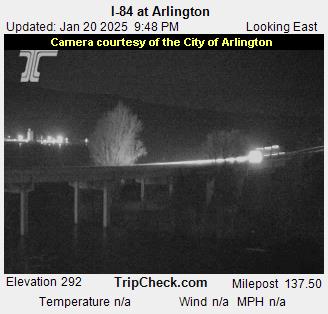 I-84 at Arlington
Updated: Jan 20 2025 9:48 PM Looking East
Camera courtesy of the City of Arlington
Elevation 292 TripCheck.com Milepost 137.50
Temperature n/a Wind n/a MPH n/a